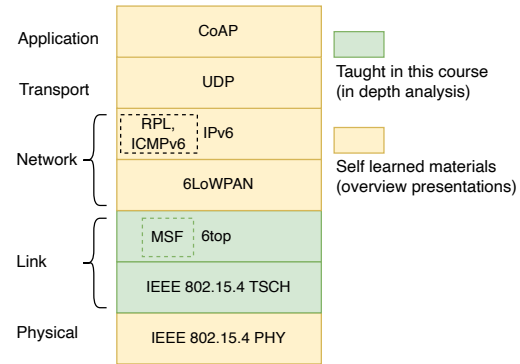 Application
CoAP
Transport
UDP
Network
RPL,
ICMPv6
IPv6
6LoWPAN
Link
MSF
6top
IEEE 802.15.4 TSCH
Physical
IEEE 802.15.4 PHY
Taught in this course
(in depth analysis)
Self learned materials
(overview presentations)